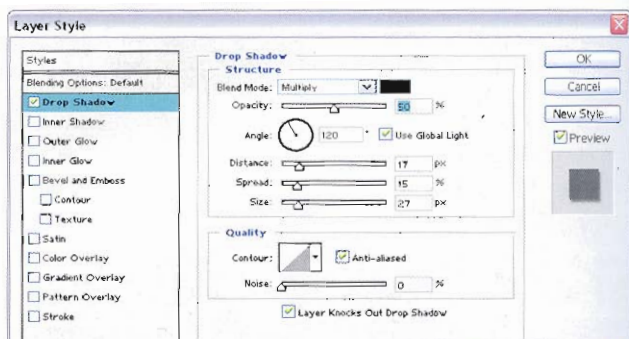 Layer Style
Styles
Blending Options: Default
Drop Shadow
Inner Shadow
Outer Glow
Inner Glow
Bevel and Emboss
Contour
Texture
Satin
Color Overlay
Gradient Overlay
Pattern Overlay
Stroke
Drop Shadow
Structure
Blend Mode: Multiply
Opacity: 50 %
Angle: 120 ° Use Global Light
Distance: 17 px
Spread: 15 %
Size: 27 px
Quality
Contour: Anti-aliased
Noise: 0 %
Layer Knocks Out Drop Shadow
OK
Cancel
New Style...
Preview